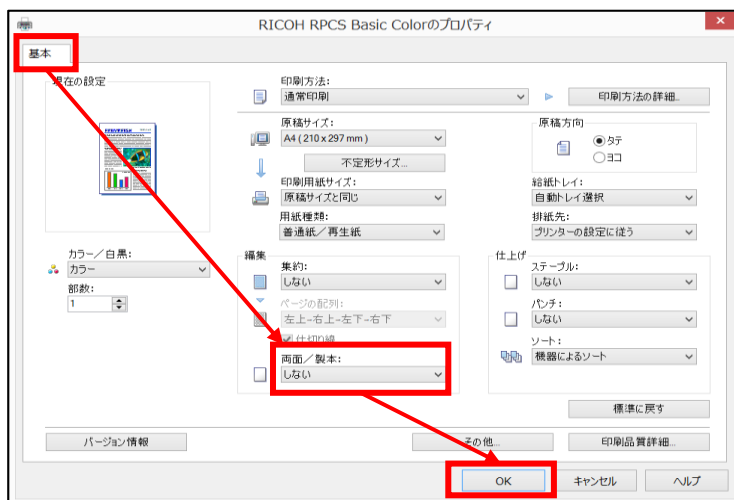 RICOH RPCS Basic Colorのプロパティ
基本
現在の設定
印刷方法:
通常印刷
印刷方法の詳細...
原稿サイズ:
A4 ( 210 x 297 mm )
不定形サイズ...
原稿方向
タテ
ヨコ
印刷用紙サイズ:
原稿サイズと同じ
給紙トレイ:
自動トレイ選択
用紙種類:
普通紙/再生紙
排紙先:
プリンターの設定に従う
カラー/白黒:
カラー
部数:
1
編集
集約:
しない
ページの配列:
左上-右上-左下-右下
仕切り線
両面/製本:
しない
仕上げ
ステープル:
しない
パンチ:
しない
ソート:
機器によるソート
標準に戻す
バージョン情報
その他...
印刷品質詳細...
OK
キャンセル
ヘルプ